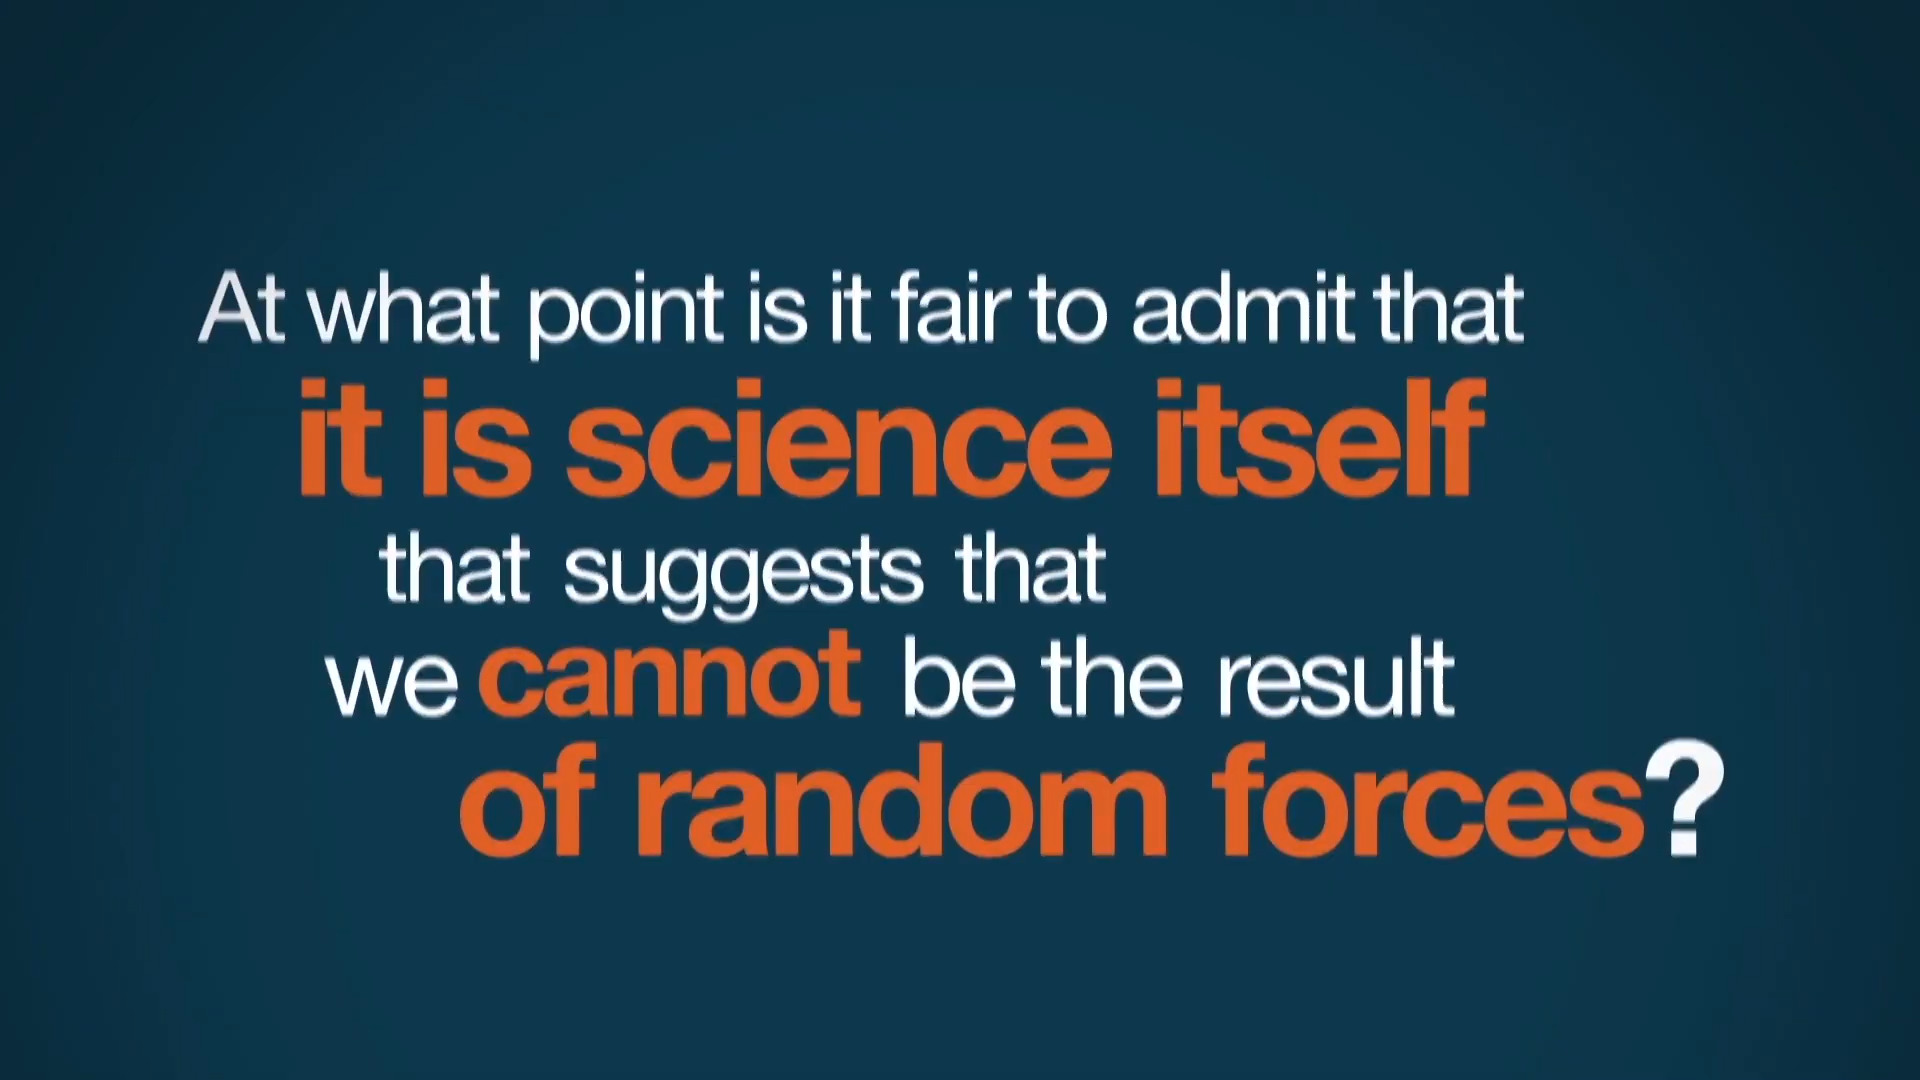 At what point is it fair to admit that
it is science itself
that suggests that
we cannot be the result
of random forces?